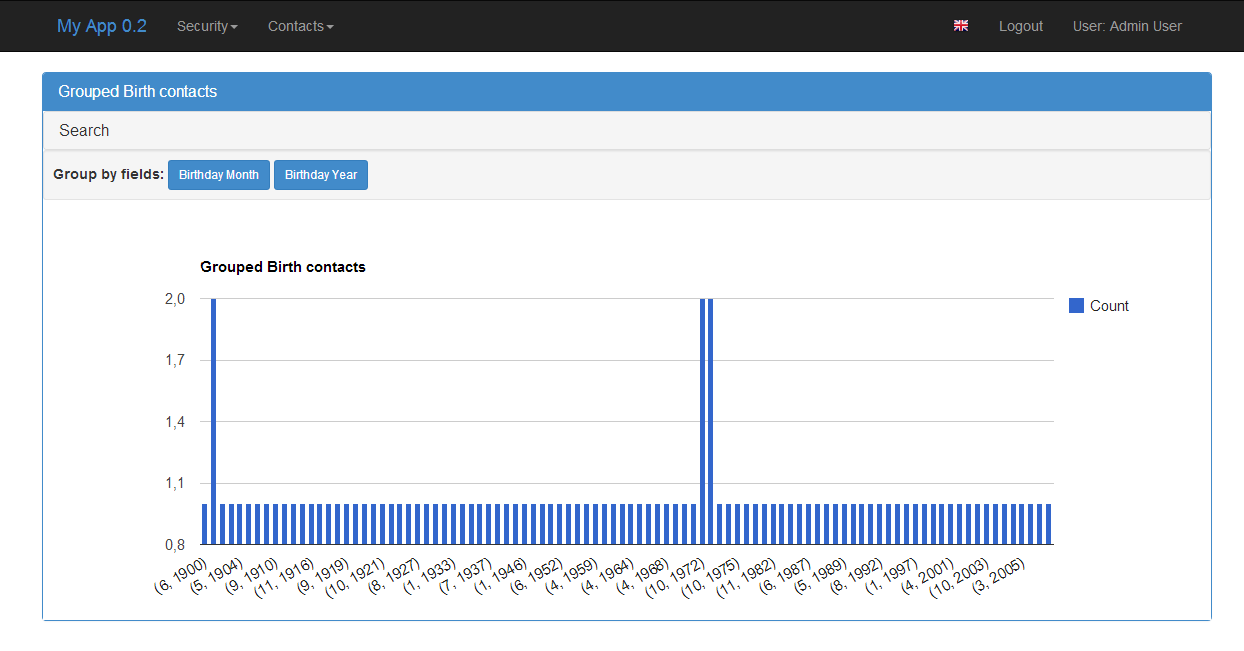 My App 0.2 Security Contacts Logout User: Admin User
Grouped Birth contacts
Search
Group by fields: Birthday Month Birthday Year
Grouped Birth contacts
2,0
1,7
1,4
1,1
0,8
Count
(6, 1900) (5, 1904) (9, 1910) (11, 1916) (9, 1919) (10, 1921) (8, 1927) (1, 1933) (7, 1937) (1, 1946) (6, 1952) (4, 1959) (4, 1964) (4, 1968) (10, 1972) (10, 1975) (11, 1982) (6, 1987) (5, 1989) (8, 1992) (1, 1997) (4, 2001) (10, 2003) (3, 2005)